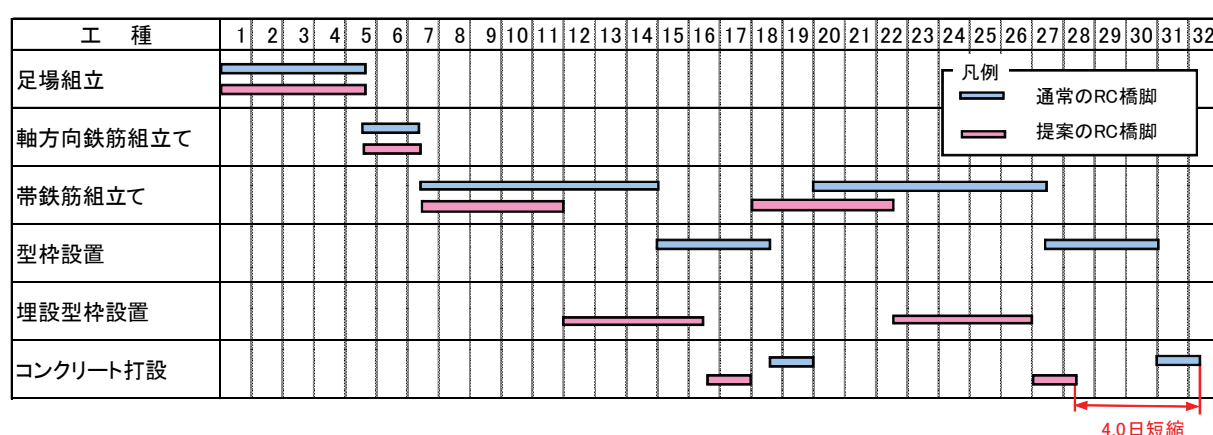 工 種 1 2 3 4 5 6 7 8 9 10 11 12 13 14 15 16 17 18 19 20 21 22 23 24 25 26 27 28 29 30 31 32
足場組立
凡例
通常のRC橋脚
提案のRC橋脚
軸方向鉄筋組立て
帯鉄筋組立て
型枠設置
埋設型枠設置
コンクリート打設
4.0日短縮